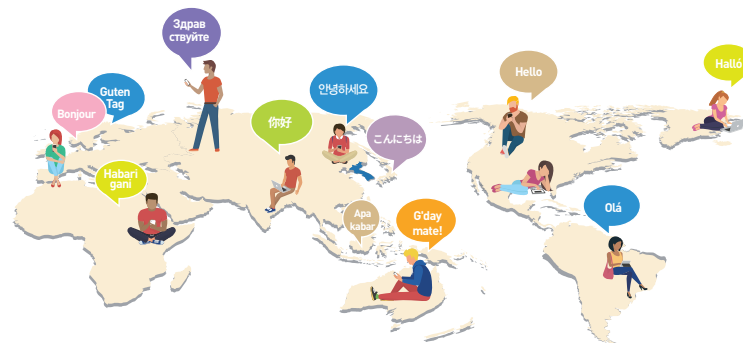 Здрав
ствуйте
Guten
Tag
Bonjour
Habari
gani
你好
안녕하세요
こんにちは
Apa
kabar
G'day
mate!
Hello
Olá
Halló